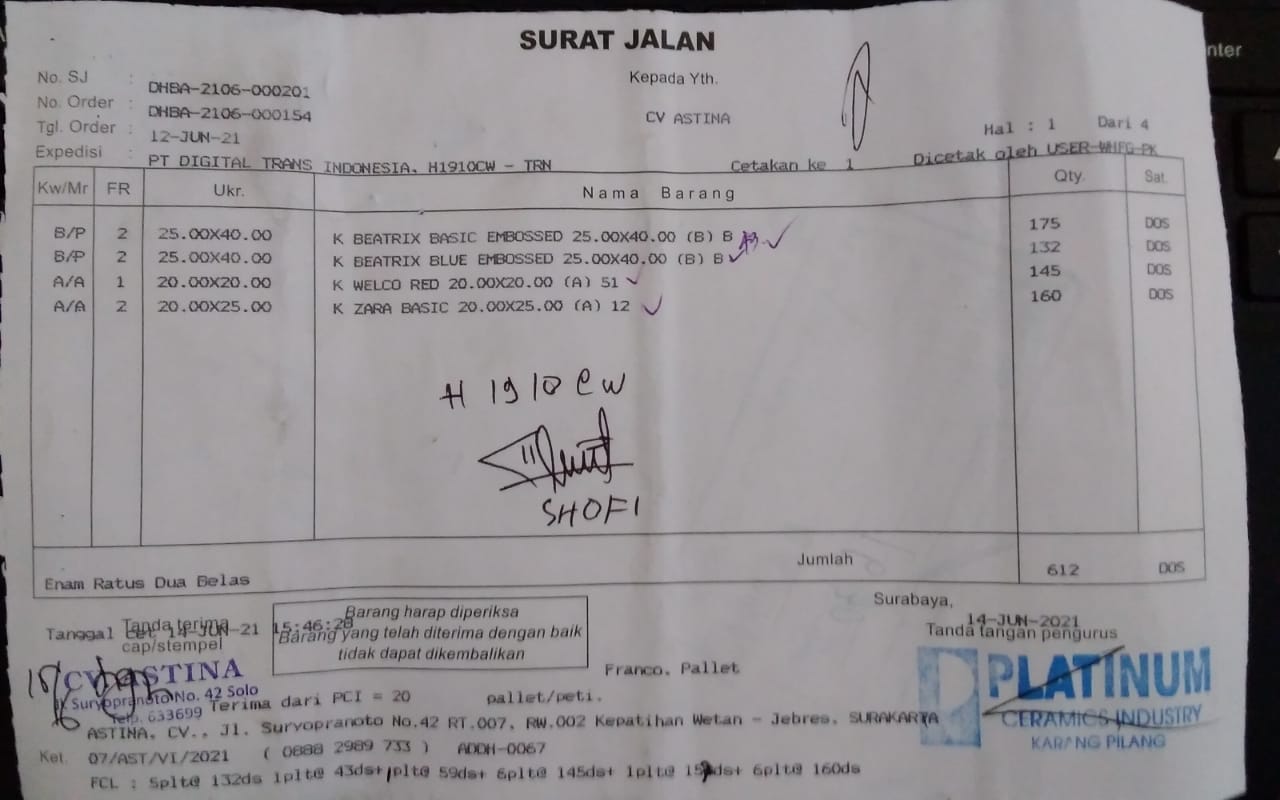 nter
SURAT JALAN
No. SJ : DHBA-2106-000201
Kepada Yth.
No. Order : DHBA-2106-000154
CV ASTINA
Tgl. Order : 12-JUN-21
Hal : 1 Dari 4
Expedisi : PT DIGITAL TRANS INDONESIA. H1910CW - TRN Cetakan ke 1 Dicetak oleh USER-WHFG-PK
Kw/Mr FR Ukr. Nama Barang Qty. Sat.
B/P 2 25.00X40.00 K BEATRIX BASIC EMBOSSED 25.00X40.00 (B) B 175 DOS
B/P 2 25.00X40.00 K BEATRIX BLUE EMBOSSED 25.00X40.00 (B) B 132 DOS
A/A 1 20.00X20.00 K WELCO RED 20.00X20.00 (A) 51 145 DOS
A/A 2 20.00X25.00 K ZARA BASIC 20.00X25.00 (A) 12 160 DOS
H 1910 CW
SHOFI
Jumlah 612 DOS
Enam Ratus Dua Belas
Surabaya,
14-JUN-2021
Tanda tangan pengurus
Tanda terima
Tanggal Cet 14-JUN-21 15:46:28
cap/stempel
Barang harap diperiksa
Barang yang telah diterima dengan baik
tidak dapat dikembalikan
Franco. Pallet
CV ASTINA
Jl. Suryopranoto No. 42 Solo
Telp. 633699
Terima dari PCI = 20 pallet/peti.
PLATINUM
CERAMICS INDUSTRY
KARANG PILANG
ASTINA. CV., Jl. Suryopranoto No.42 RT.007. RW.002 Kepatihan Wetan - Jebres. SURAKARTA
Ket. 07/AST/VI/2021 ( 0888 2989 733 ) ADDH-0067
FCL : 5plt@ 132ds 1plt@ 43ds+ 1plt@ 59ds+ 6plt@ 145ds+ 1plt@ ds+ 6plt@ 160ds